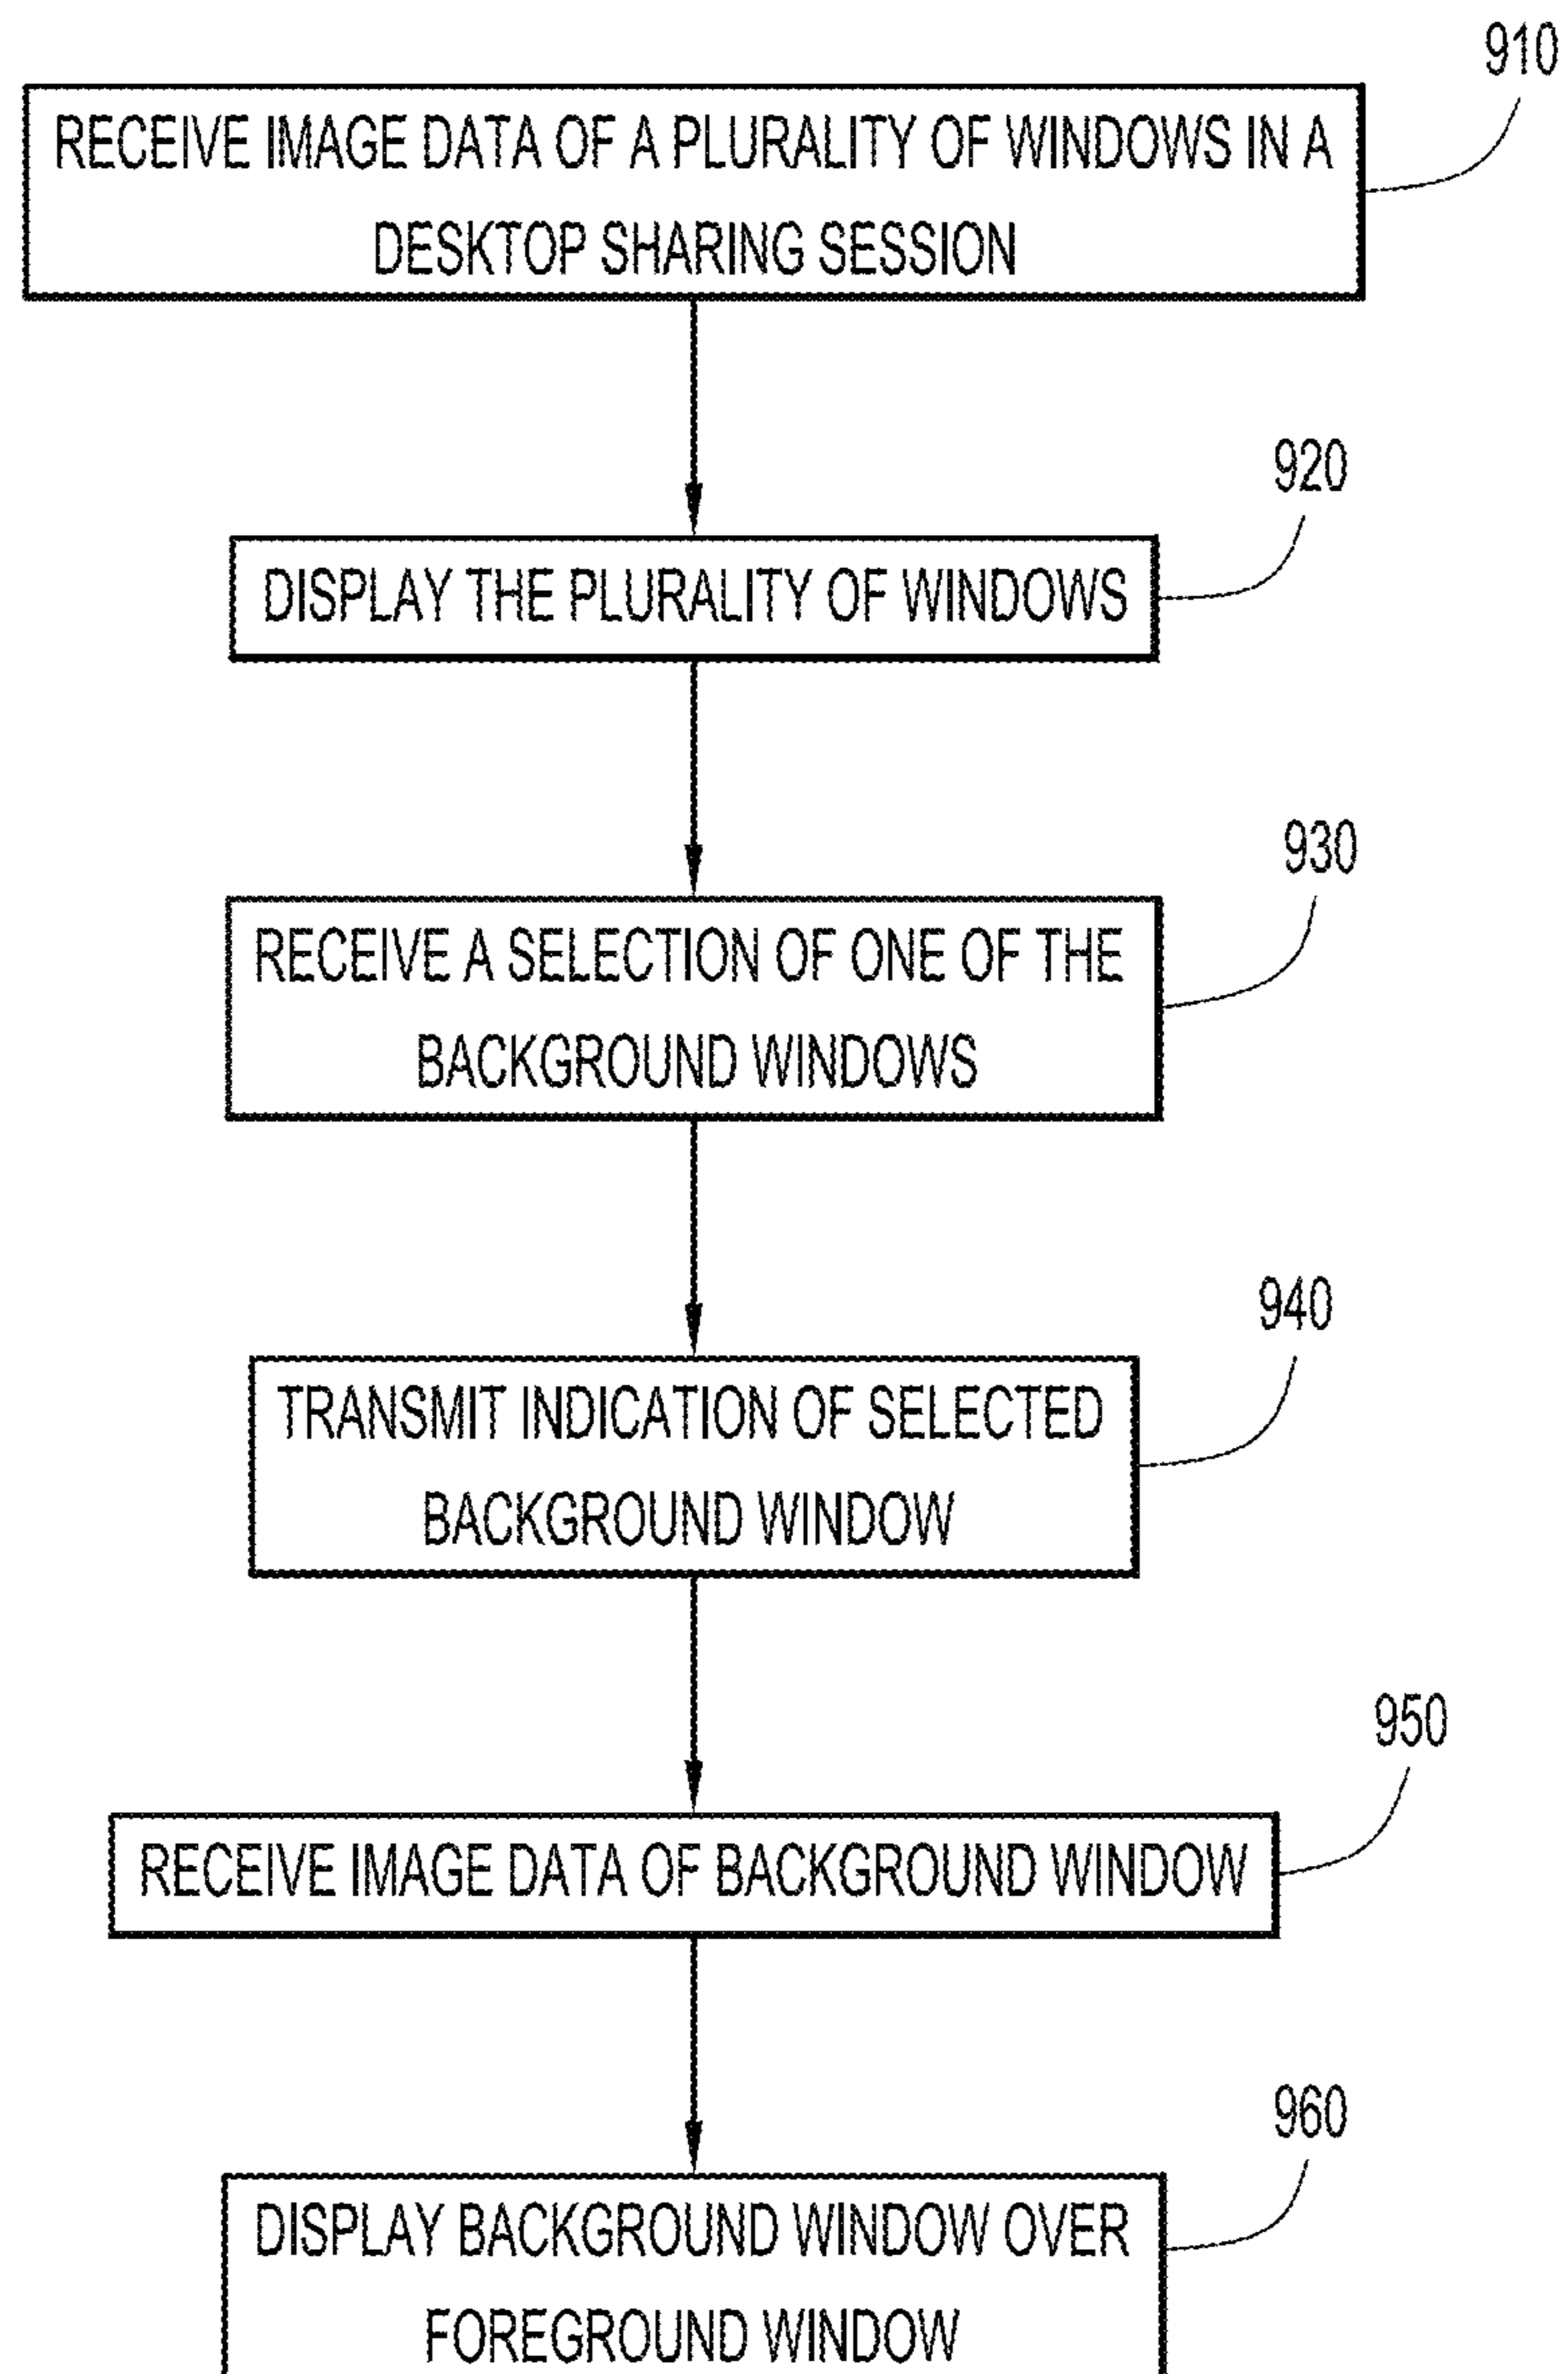 910
RECEIVE IMAGE DATA OF A PLURALITY OF WINDOWS IN A
DESKTOP SHARING SESSION
920
DISPLAY THE PLURALITY OF WINDOWS
930
RECEIVE A SELECTION OF ONE OF THE
BACKGROUND WINDOWS
940
TRANSMIT INDICATION OF SELECTED
BACKGROUND WINDOW
950
RECEIVE IMAGE DATA OF BACKGROUND WINDOW
960
DISPLAY BACKGROUND WINDOW OVER
FOREGROUND WINDOW